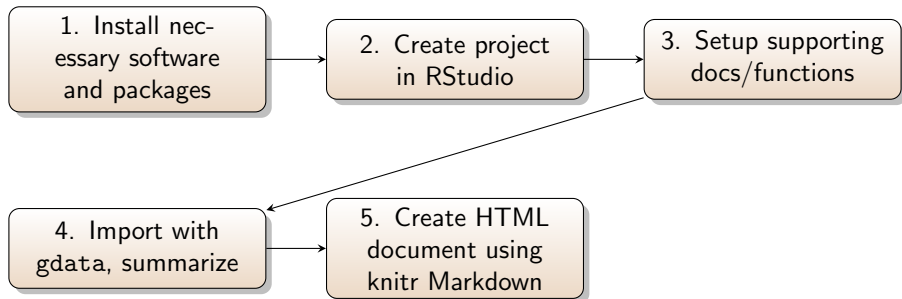 1. Install nec-
essary software
and packages
2. Create project
in RStudio
3. Setup supporting
docs/functions
4. Import with
gdata, summarize
5. Create HTML
document using
knitr Markdown